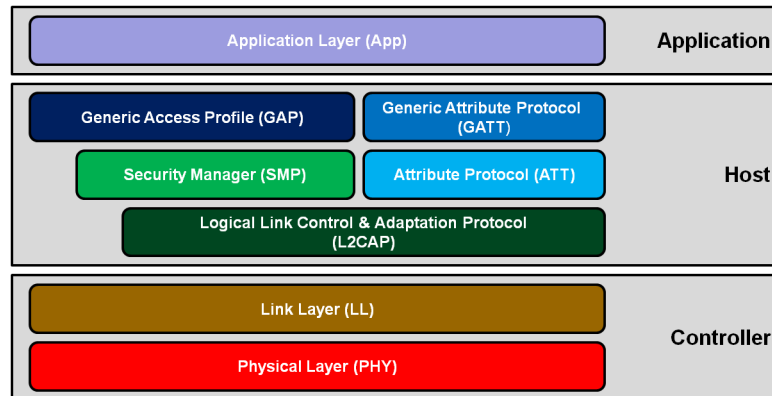 Application Layer (App)
Application
Generic Access Profile (GAP)
Generic Attribute Protocol
(GATT)
Security Manager (SMP)
Attribute Protocol (ATT)
Host
Logical Link Control & Adaptation Protocol
(L2CAP)
Link Layer (LL)
Controller
Physical Layer (PHY)